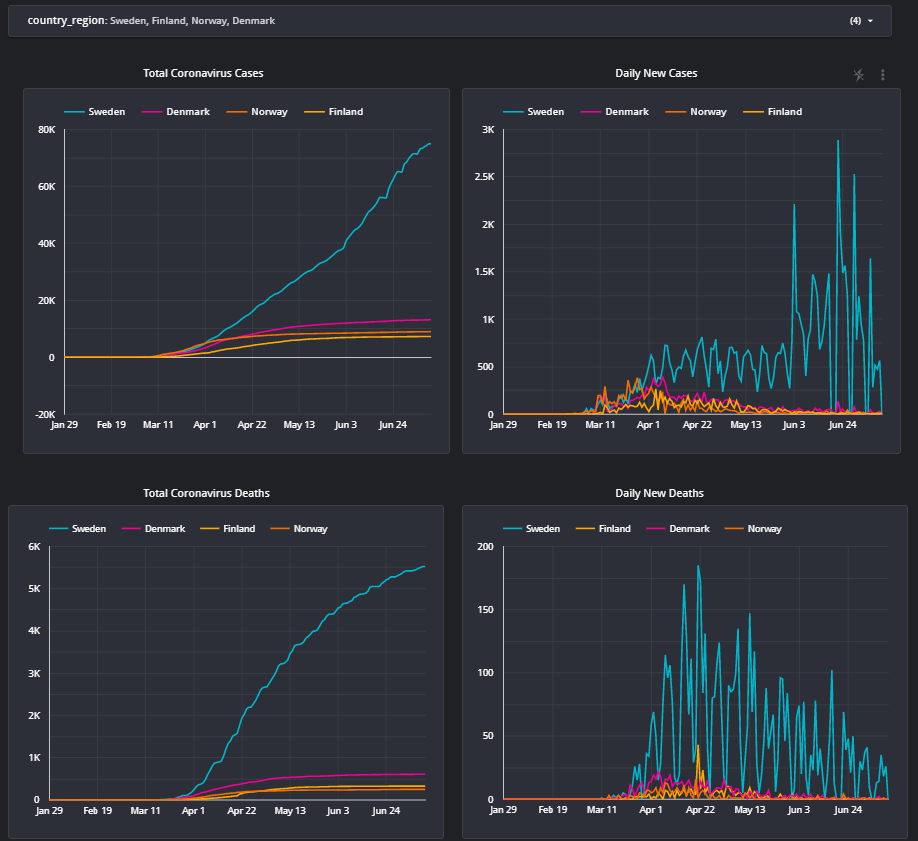 country_region: Sweden, Finland, Norway, Denmark (4)
Total Coronavirus Cases
Sweden Denmark Norway Finland
80K
60K
40K
20K
0
-20K
Jan 29 Feb 19 Mar 11 Apr 1 Apr 22 May 13 Jun 3 Jun 24
Daily New Cases
Sweden Denmark Norway Finland
3K
2.5K
2K
1.5K
1K
500
0
Jan 29 Feb 19 Mar 11 Apr 1 Apr 22 May 13 Jun 3 Jun 24
Total Coronavirus Deaths
Sweden Denmark Finland Norway
6K
5K
4K
3K
2K
1K
0
Jan 29 Feb 19 Mar 11 Apr 1 Apr 22 May 13 Jun 3 Jun 24
Daily New Deaths
Sweden Finland Denmark Norway
200
150
100
50
0
Jan 29 Feb 19 Mar 11 Apr 1 Apr 22 May 13 Jun 3 Jun 24